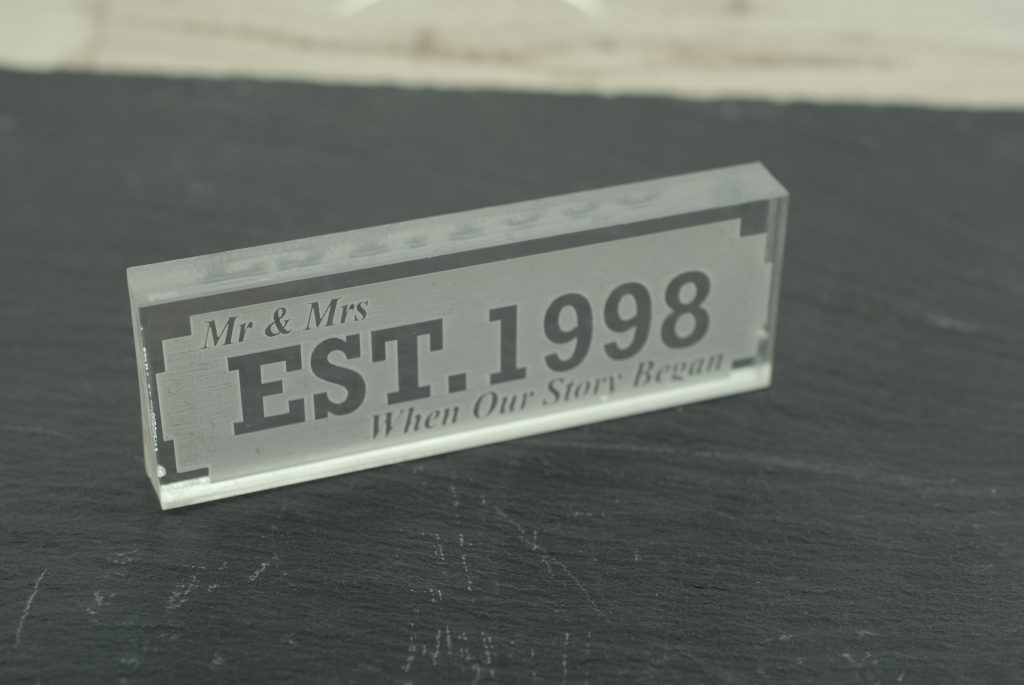 Mr & Mrs
EST.1998
When Our Story Began